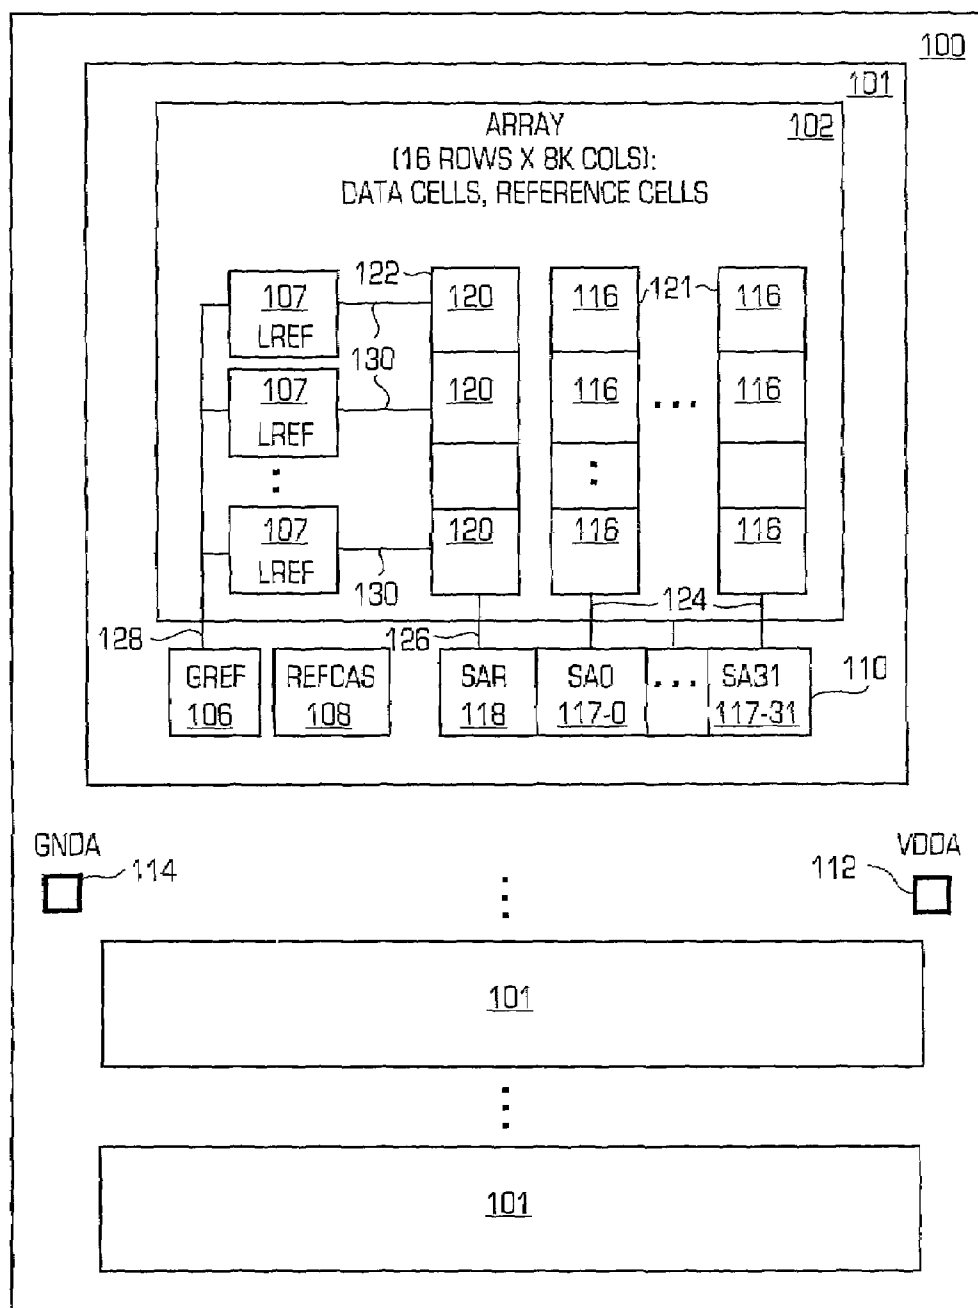 100
101
102
ARRAY
(16 ROWS X 8K COLS):
DATA CELLS, REFERENCE CELLS
107
LREF
130
122
120
116
121
116
107
LREF
130
120
116
...
116
107
LREF
130
120
116
116
128
126
124
GREF
106
REFCAS
108
SAR
118
SA0
117-0
...
SA31
117-31
110
GNDA
114
VDDA
112
101
101